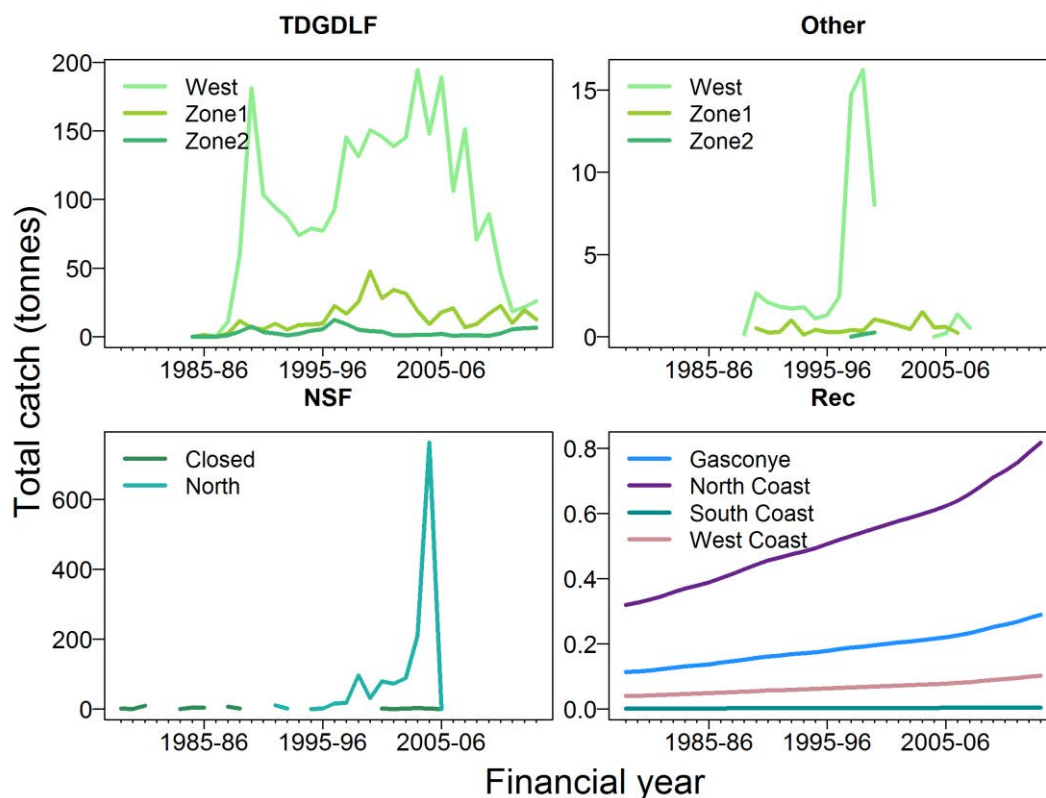 TDGDLF
West
Zone1
Zone2
200
150
100
50
0
1985-86 1995-96 2005-06
Other
West
Zone1
Zone2
15
10
5
0
1985-86 1995-96 2005-06
NSF
Closed
North
600
400
200
0
1985-86 1995-96 2005-06
Rec
Gasconye
North Coast
South Coast
West Coast
0.8
0.6
0.4
0.2
0.0
1985-86 1995-96 2005-06
Total catch (tonnes)
Financial year